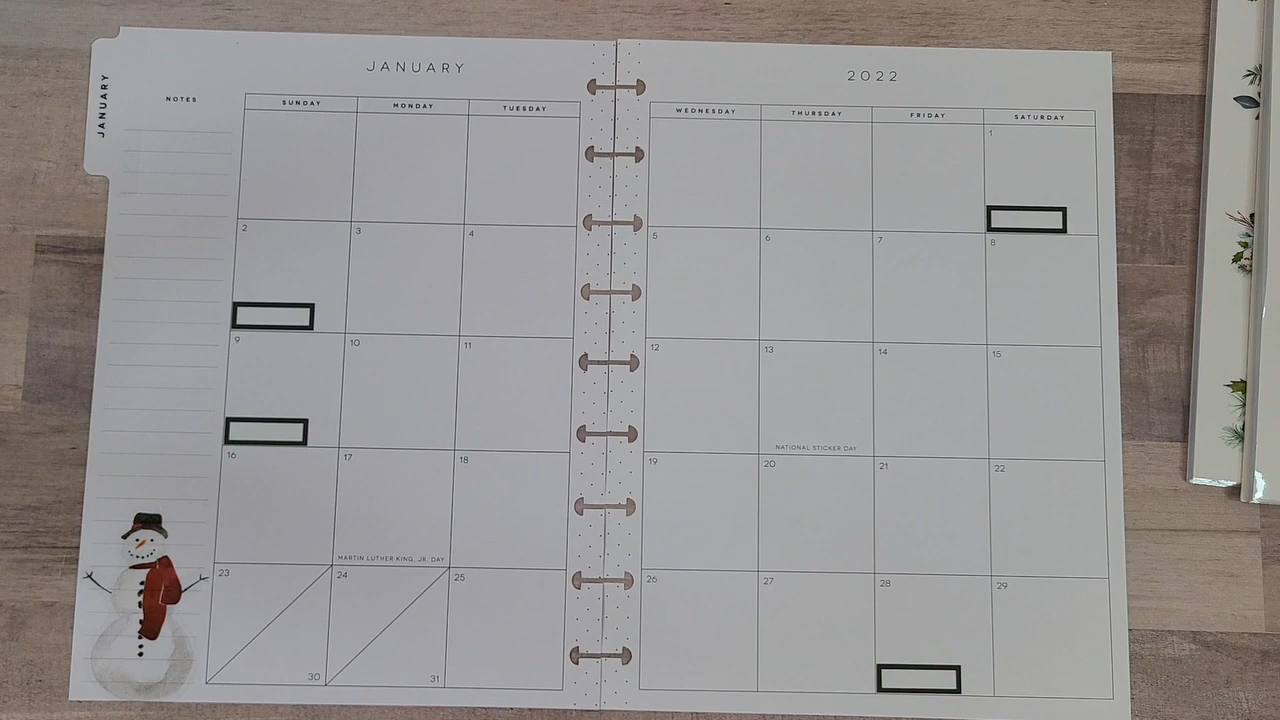 JANUARY
2022
JANUARY
NOTES
SUNDAY MONDAY TUESDAY WEDNESDAY THURSDAY FRIDAY SATURDAY
1
2 3 4 5 6 7 8
9 10 11 12 13 14 15
NATIONAL STICKER DAY
16 17 18 19 20 21 22
MARTIN LUTHER KING, JR. DAY
23 24 25 26 27 28 29
30 31